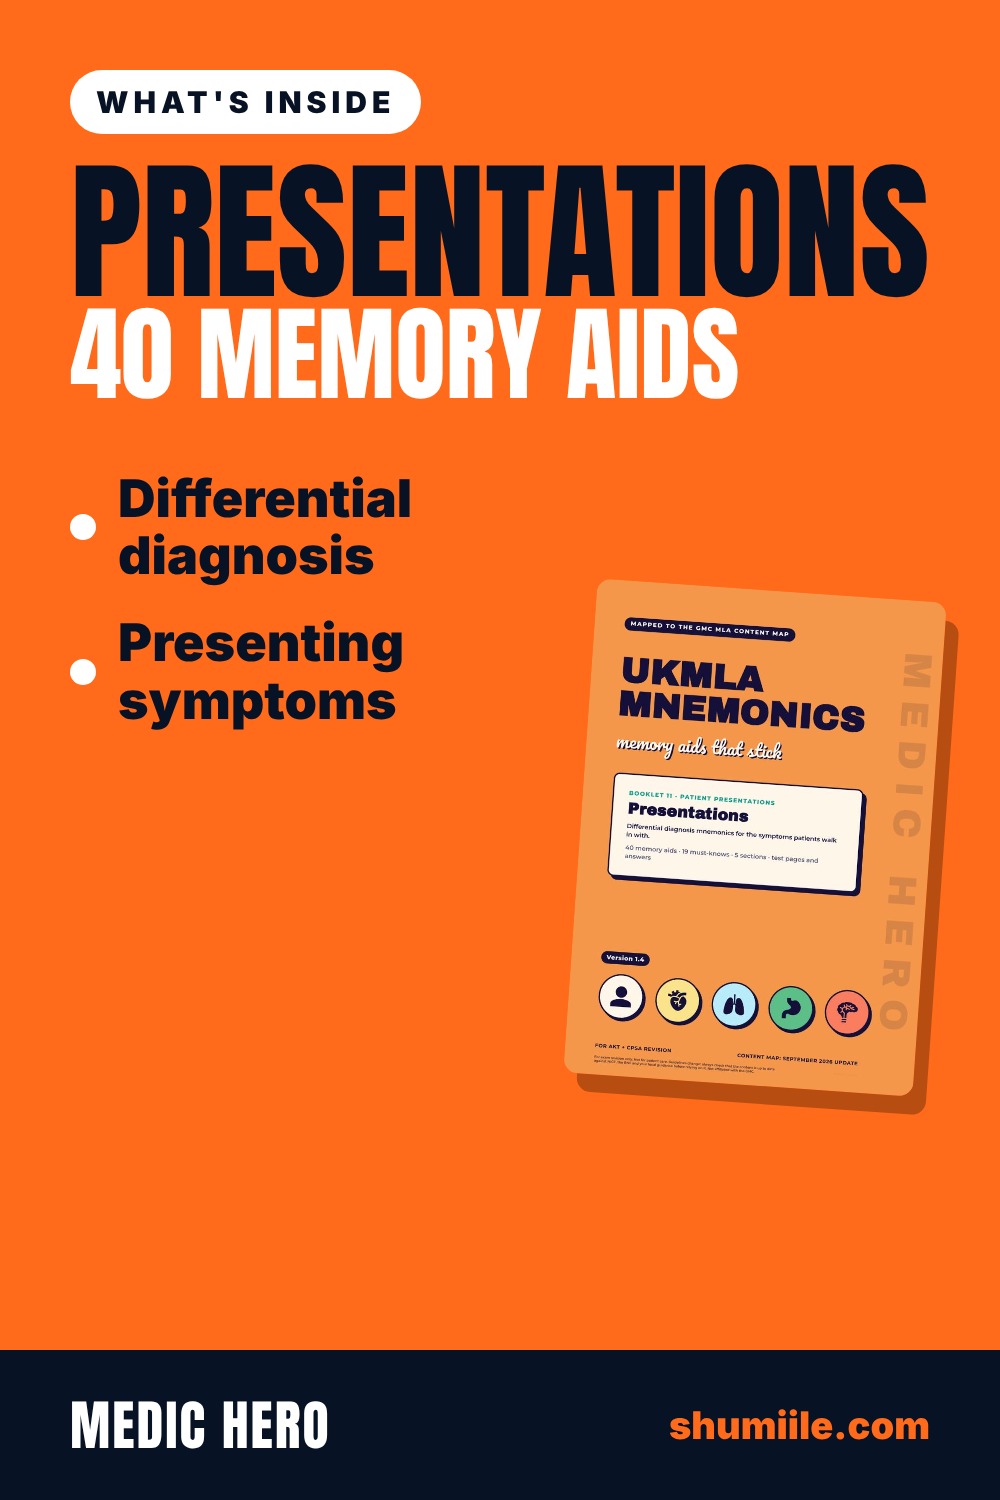 WHAT'S INSIDE
PRESENTATIONS
40 MEMORY AIDS
Differential
diagnosis
Presenting
symptoms
MAPPED TO THE GMC MLA CONTENT MAP
UKMLA
MNEMONICS
memory aids that stick
BOOKLET 11 · PATIENT PRESENTATIONS
Presentations
Differential diagnosis mnemonics for the symptoms patients walk
in with.
40 memory aids · 19 must-knows · 5 sections · test pages and
answers
MEDIC HERO
Version 1.4
FOR AKT + CPSA REVISION
CONTENT MAP: SEPTEMBER 2026 UPDATE
MEDIC HERO
shumiile.com